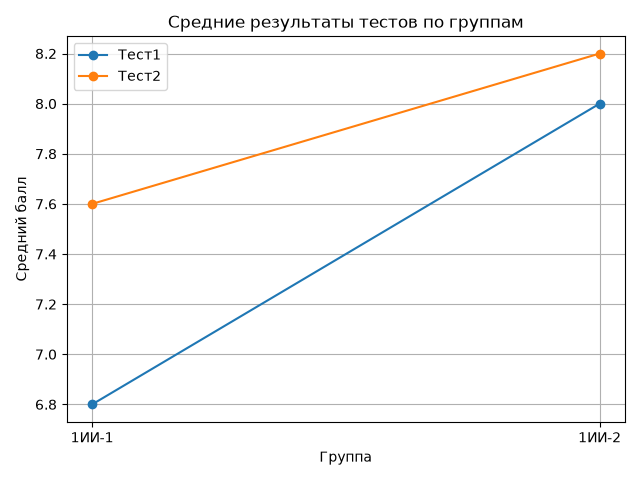 Средние результаты тестов по группам
Тест1
Тест2
Средний балл
8.2
8.0
7.8
7.6
7.4
7.2
7.0
6.8
1ИИ-1
1ИИ-2
Группа